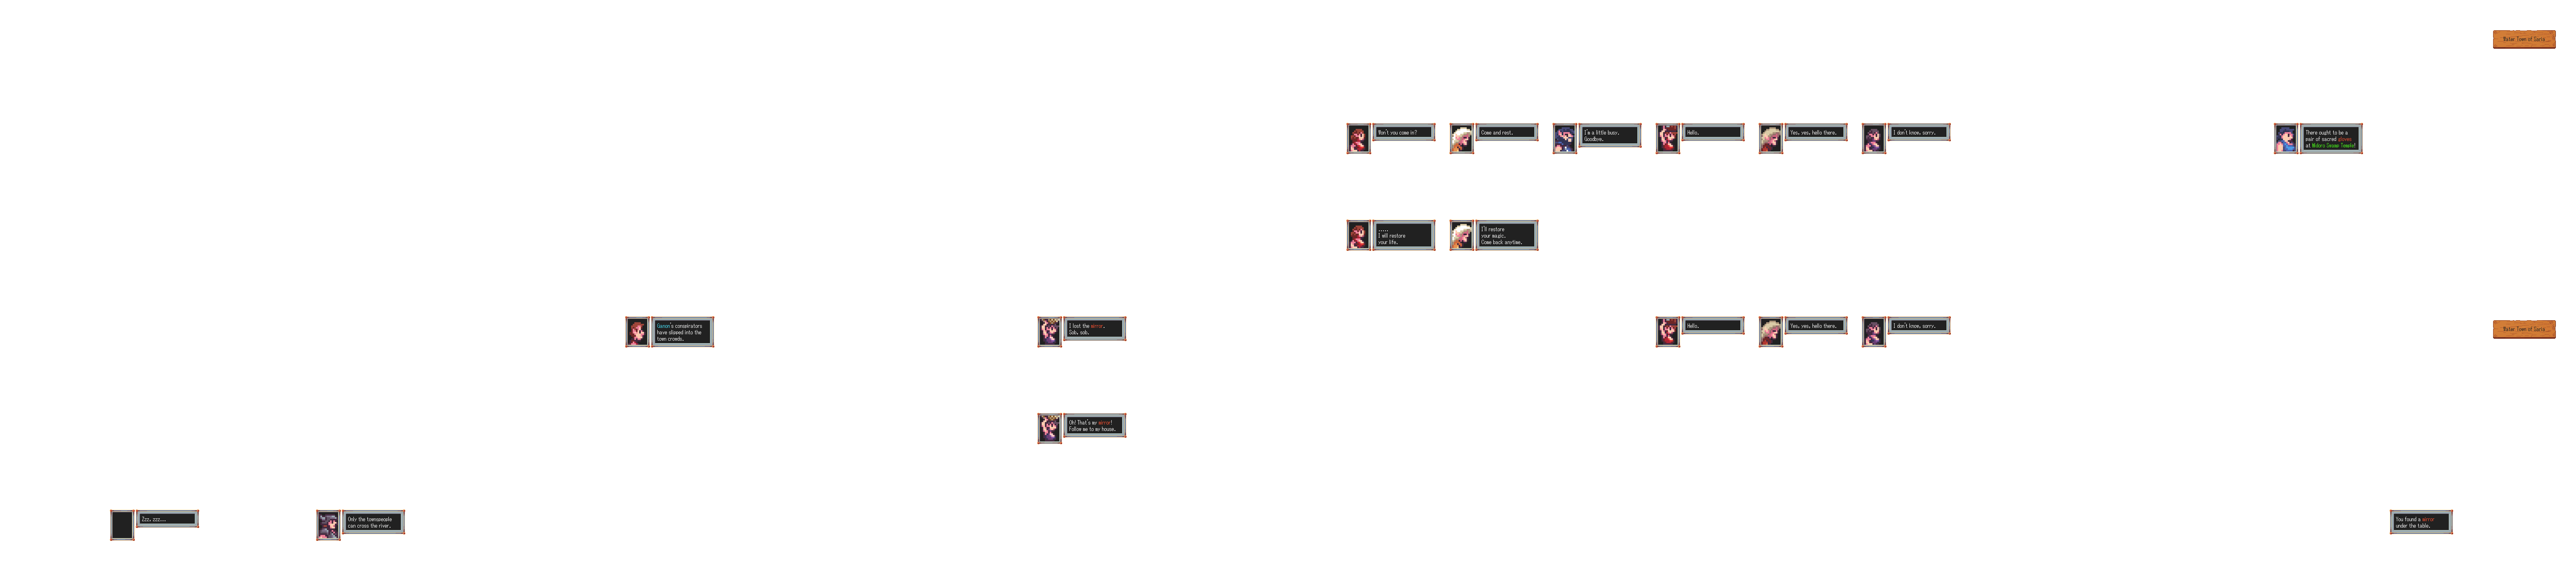 Water Town of Saria
Won't you come in?
Come and rest.
I'm a little busy.
Goodbye.
Hello.
Yes, yes, hello there.
I don't know, sorry.
There ought to be a
pair of sacred gloves
at Midoro Swamp Temple!
.....
I will restore
your life.
I'll restore
your magic.
Come back anytime.
Ganon's conspirators
have slipped into the
town crowds.
I lost the mirror.
Sob, sob.
Hello.
Yes, yes, hello there.
I don't know, sorry.
Water Town of Saria
Oh! That's my mirror!
Follow me to my house.
Zzz, zzz...
Only the townspeople
can cross the river.
You found a mirror
under the table.